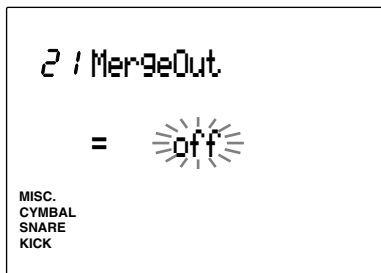 21 MergeOut
= off
MISC.
CYMBAL
SNARE
KICK